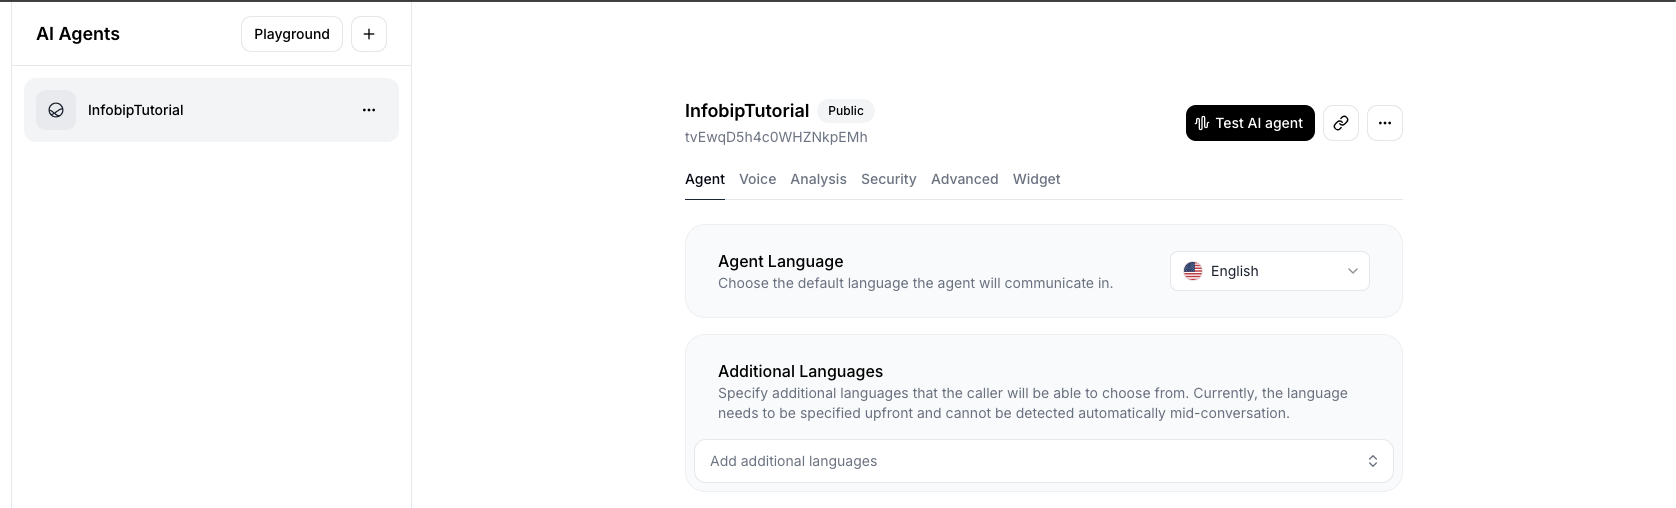 AI Agents
Playground
+
InfobipTutorial
InfobipTutorial
Public
tvEwqD5h4c0WHZNkpEMh
Test AI agent
Agent Voice Analysis Security Advanced Widget
Agent Language
Choose the default language the agent will communicate in.
English
Additional Languages
Specify additional languages that the caller will be able to choose from. Currently, the language
needs to be specified upfront and cannot be detected automatically mid-conversation.
Add additional languages